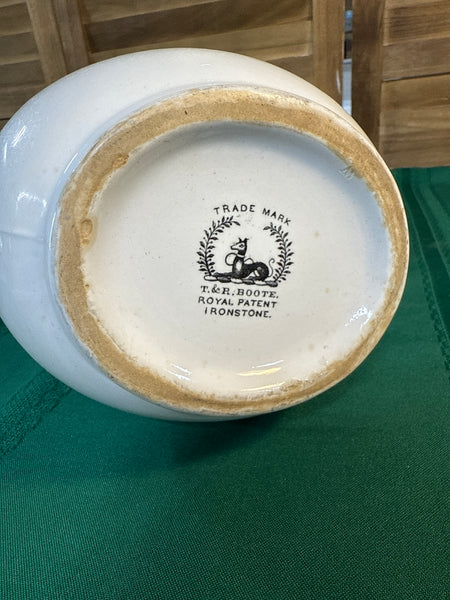 TRADE MARK
T. & R. BOOTE.
ROYAL PATENT
IRONSTONE.